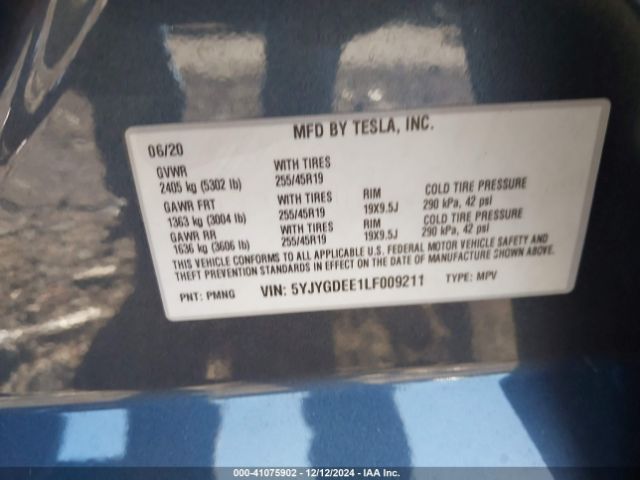 MFD BY TESLA, INC.
06/20
GVWR WITH TIRES
2405 kg (5302 lb) 255/45R19
GAWR FRT WITH TIRES RIM COLD TIRE PRESSURE
1363 kg (3004 lb) 255/45R19 19X9.5J 290 kPa, 42 psi
GAWR RR WITH TIRES RIM COLD TIRE PRESSURE
1636 kg (3606 lb) 255/45R19 19X9.5J 290 kPa, 42 psi
THIS VEHICLE CONFORMS TO ALL APPLICABLE U.S. FEDERAL MOTOR VEHICLE SAFETY AND
THEFT PREVENTION STANDARDS IN EFFECT ON THE DATE OF MANUFACTURE SHOWN ABOVE.
PNT: PMNG VIN: 5YJYGDEE1LF009211 TYPE: MPV
000-41075902 - 12/12/2024 - IAA Inc.